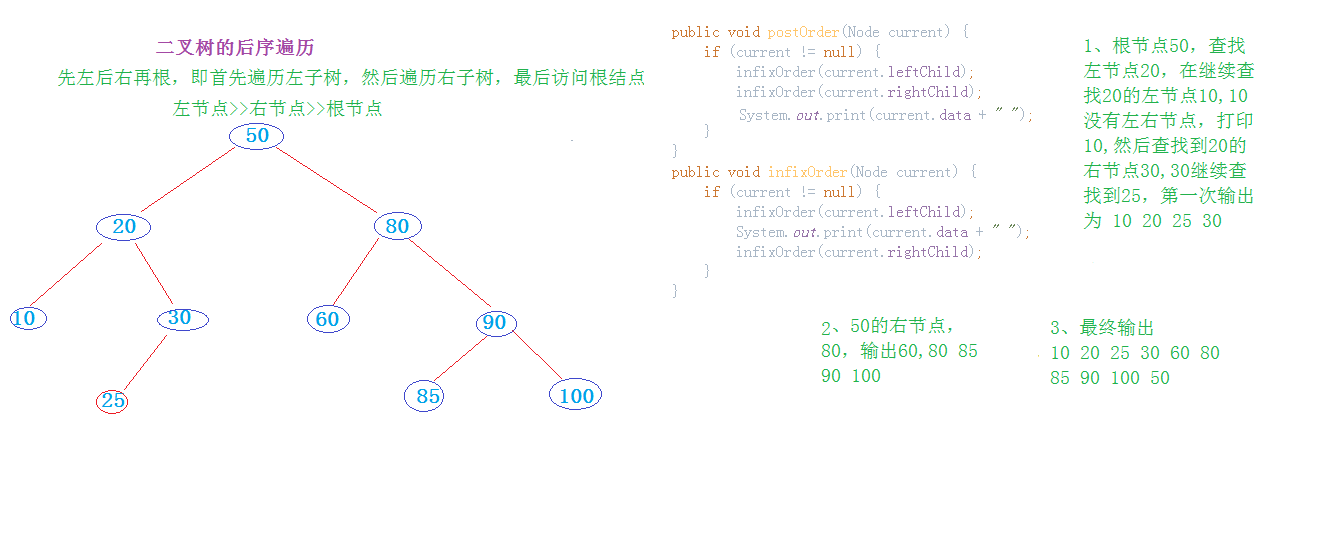 二叉树的后序遍历
先左后右再根，即首先遍历左子树，然后遍历右子树，最后访问根结点
左节点>>右节点>>根节点
50
20
80
10
30
60
90
25
85
100
public void postOrder(Node current) {
if (current != null) {
infixOrder(current.leftChild);
infixOrder(current.rightChild);
System.out.print(current.data + " ");
}
}
public void infixOrder(Node current) {
if (current != null) {
infixOrder(current.leftChild);
System.out.print(current.data + " ");
infixOrder(current.rightChild);
}
}
1、根节点50，查找
左节点20，在继续查
找20的左节点10,10
没有左右节点，打印
10,然后查找到20的
右节点30,30继续查
找到25，第一次输出
为 10 20 25 30
2、50的右节点，
80，输出60,80 85
90 100
3、最终输出
10 20 25 30 60 80
85 90 100 50